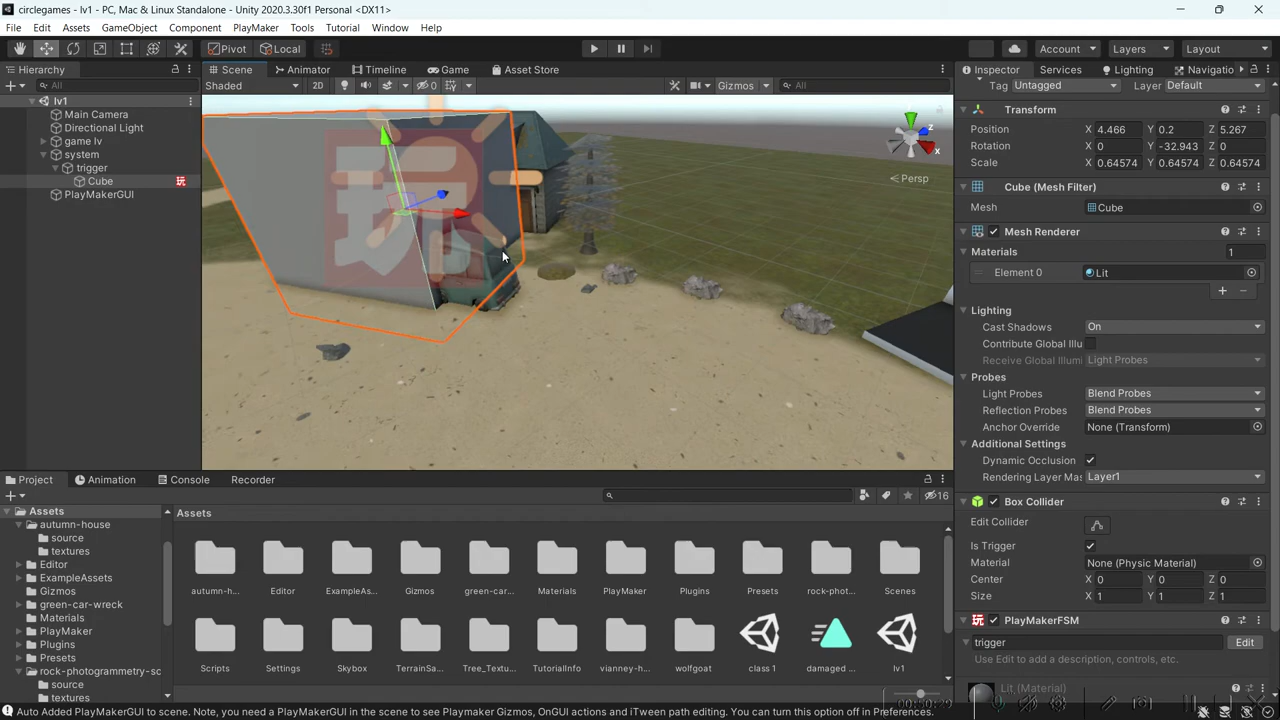 circlegames - lv1 - PC, Mac & Linux Standalone - Unity 2020.3.30f1 Personal <DX11>
File Edit Assets GameObject Component PlayMaker Tools Tutorial Window Help
Pivot Local Account Layers Layout
Hierarchy
All
lv1
Main Camera
Directional Light
game lv
system
trigger
Cube
PlayMakerGUI
Scene Animator Timeline Game Asset Store
Shaded 2D 0 Gizmos All
玩
y
z
x
Persp
Inspector Services Lighting Navigatio
Tag Untagged Layer Default
Transform
Position X 4.466 Y 0.2 Z 5.267
Rotation X 0 Y -32.943 Z 0
Scale X 0.64574 Y 0.64574 Z 0.64574
Cube (Mesh Filter)
Mesh Cube
Mesh Renderer
Materials 1
Element 0 Lit
Lighting
Cast Shadows On
Contribute Global Illu
Receive Global Illumi Light Probes
Probes
Light Probes Blend Probes
Reflection Probes Blend Probes
Anchor Override None (Transform)
Additional Settings
Dynamic Occlusion
Rendering Layer Mas Layer1
Box Collider
Edit Collider
Is Trigger
Material None (Physic Material)
Center X 0 Y 0 Z 0
Size X 1 Y 1 Z 1
PlayMakerFSM
trigger Edit
Use Edit to add a description, controls, etc.
Lit (Material)
Project Animation Console Recorder
16
Assets
autumn-house
source
textures
Editor
ExampleAssets
Gizmos
green-car-wreck
Materials
PlayMaker
Plugins
Presets
rock-photogrammetry-sc
source
textures
Assets
autumn-h... Editor ExampleAs... Gizmos green-car-... Materials PlayMaker Plugins Presets rock-phot... Scenes
Scripts Settings Skybox TerrainSa... Tree_Textu... TutorialInfo vianney-h... wolfgoat class 1 damaged ... lv1
Auto Added PlayMakerGUI to scene. Note, you need a PlayMakerGUI in the scene to see Playmaker Gizmos, OnGUI actions and iTween path editing. You can turn this option off in Preferences.